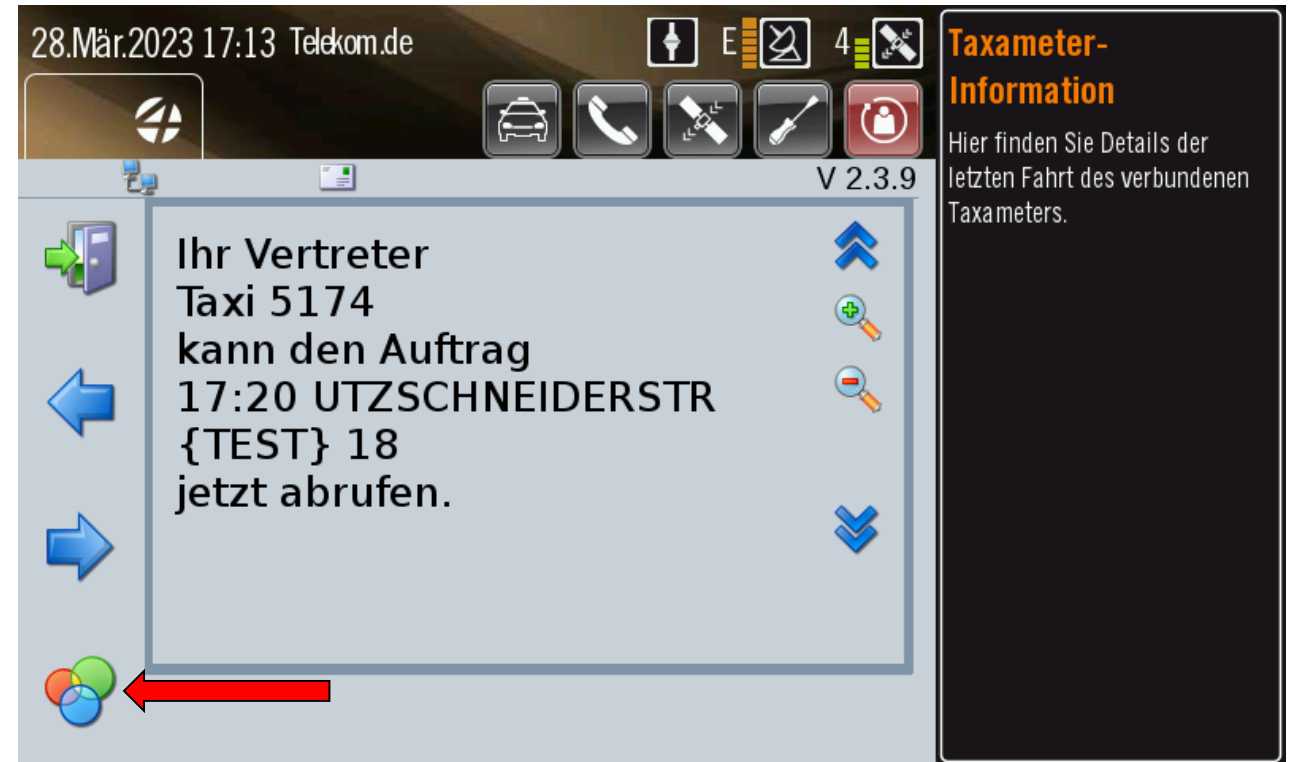 28.Mär.2023 17:13 Telekom.de
E
4
V 2.3.9
Ihr Vertreter
Taxi 5174
kann den Auftrag
17:20 UTZSCHNEIDERSTR
{TEST} 18
jetzt abrufen.
Taxameter-
Information
Hier finden Sie Details der
letzten Fahrt des verbundenen
Taxameters.